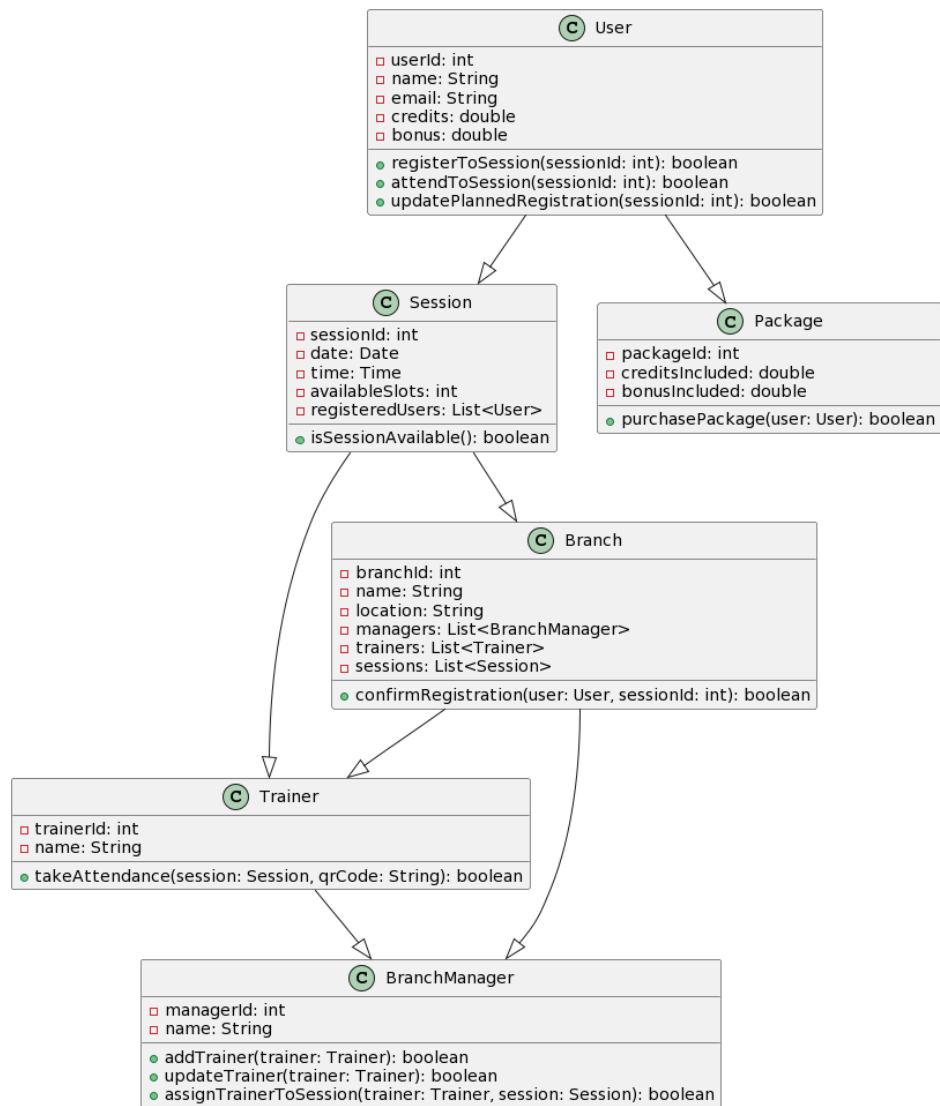 C User
userId: int
name: String
email: String
credits: double
bonus: double
registerToSession(sessionId: int): boolean
attendToSession(sessionId: int): boolean
updatePlannedRegistration(sessionId: int): boolean
C Session
sessionId: int
date: Date
time: Time
availableSlots: int
registeredUsers: List<User>
isSessionAvailable(): boolean
C Package
packageId: int
creditsIncluded: double
bonusIncluded: double
purchasePackage(user: User): boolean
C Branch
branchId: int
name: String
location: String
managers: List<BranchManager>
trainers: List<Trainer>
sessions: List<Session>
confirmRegistration(user: User, sessionId: int): boolean
C Trainer
trainerId: int
name: String
takeAttendance(session: Session, qrCode: String): boolean
C BranchManager
managerId: int
name: String
addTrainer(trainer: Trainer): boolean
updateTrainer(trainer: Trainer): boolean
assignTrainerToSession(trainer: Trainer, session: Session): boolean